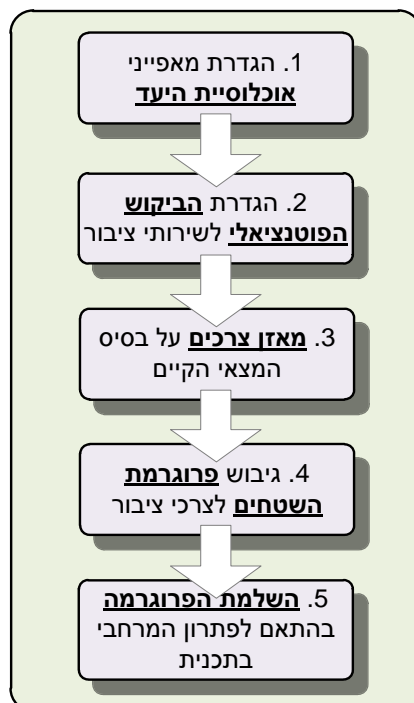 1. הגדרת מאפייני
אוכלוסיית היעד
2. הגדרת הביקוש
הפוטנציאלי לשירותי ציבור
3. מאזן צרכים על בסיס
המצאי הקיים
4. גיבוש פרוגרמת
השטחים לצרכי ציבור
5. השלמת הפרוגרמה
בהתאם לפתרון המרחבי
בתכנית